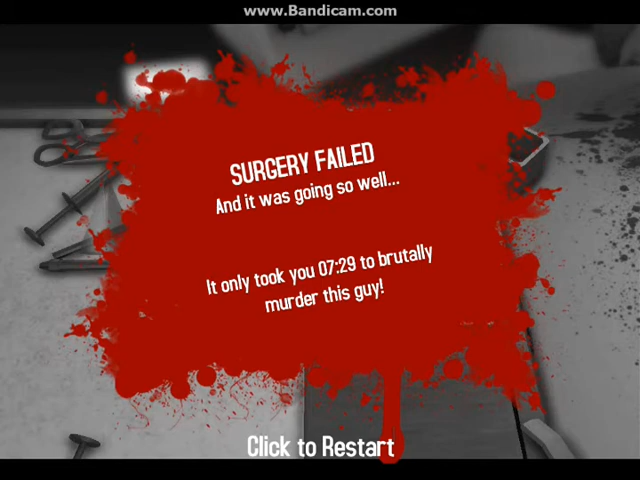 www.Bandicam.com
SURGERY FAILED
And it was going so well...
It only took you 07:29 to brutally
murder this guy!
Click to Restart